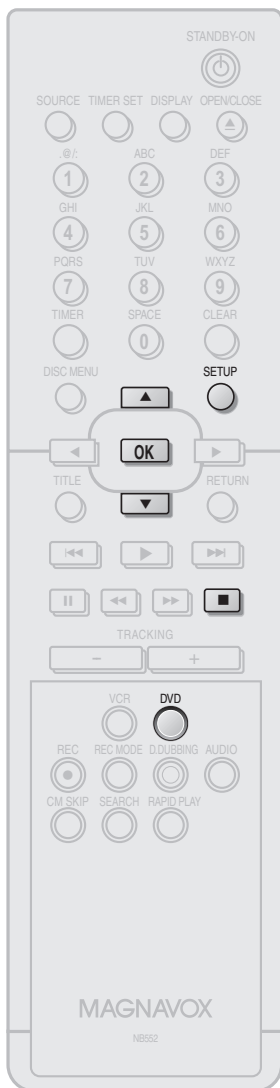 STANDBY-ON
SOURCE TIMER SET DISPLAY OPEN/CLOSE
.@/: ABC DEF
1 2 3
GHI JKL MNO
4 5 6
PQRS TUV WXYZ
7 8 9
TIMER SPACE CLEAR
0
DISC MENU SETUP
OK
TITLE RETURN
TRACKING
− +
VCR DVD
REC REC MODE D.DUBBING AUDIO
CM SKIP SEARCH RAPID PLAY
MAGNAVOX
NB552